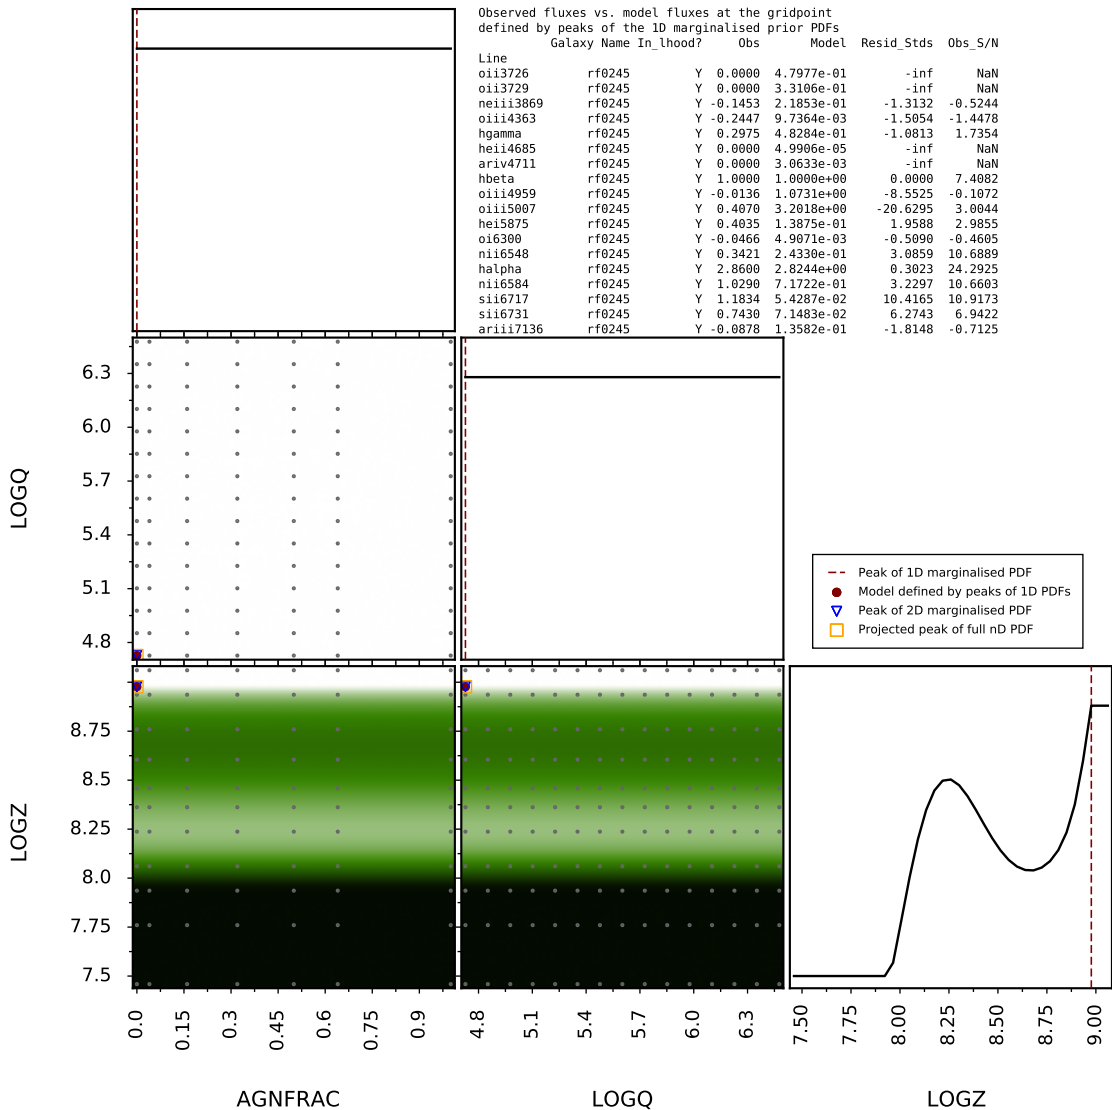 Observed fluxes vs. model fluxes at the gridpoint
defined by peaks of the 1D marginalised prior PDFs
Galaxy Name In_lhood? Obs Model Resid_Stds Obs_S/N
Line
oii3726 rf0245 Y 0.0000 4.7977e-01 -inf NaN
oii3729 rf0245 Y 0.0000 3.3106e-01 -inf NaN
neiii3869 rf0245 Y -0.1453 2.1853e-01 -1.3132 -0.5244
oiii4363 rf0245 Y -0.2447 9.7364e-03 -1.5054 -1.4478
hgamma rf0245 Y 0.2975 4.8284e-01 -1.0813 1.7354
heii4685 rf0245 Y 0.0000 4.9906e-05 -inf NaN
ariv4711 rf0245 Y 0.0000 3.0633e-03 -inf NaN
hbeta rf0245 Y 1.0000 1.0000e+00 0.0000 7.4082
oiii4959 rf0245 Y -0.0136 1.0731e+00 -8.5525 -0.1072
oiii5007 rf0245 Y 0.4070 3.2018e+00 -20.6295 3.0044
hei5875 rf0245 Y 0.4035 1.3875e-01 1.9588 2.9855
oi6300 rf0245 Y -0.0466 4.9071e-03 -0.5090 -0.4605
nii6548 rf0245 Y 0.3421 2.4330e-01 3.0859 10.6889
halpha rf0245 Y 2.8600 2.8244e+00 0.3023 24.2925
nii6584 rf0245 Y 1.0290 7.1722e-01 3.2297 10.6603
sii6717 rf0245 Y 1.1834 5.4287e-02 10.4165 10.9173
sii6731 rf0245 Y 0.7430 7.1483e-02 6.2743 6.9422
ariii7136 rf0245 Y -0.0878 1.3582e-01 -1.8148 -0.7125
6.3
6.0
5.7
5.4
5.1
4.8
LOGQ
Peak of 1D marginalised PDF
Model defined by peaks of 1D PDFs
Peak of 2D marginalised PDF
Projected peak of full nD PDF
8.75
8.5
8.25
8.0
7.75
7.5
LOGZ
0.0 0.15 0.3 0.45 0.6 0.75 0.9
4.8 5.1 5.4 5.7 6.0 6.3
7.50 7.75 8.00 8.25 8.50 8.75 9.00
AGNFRAC LOGQ LOGZ